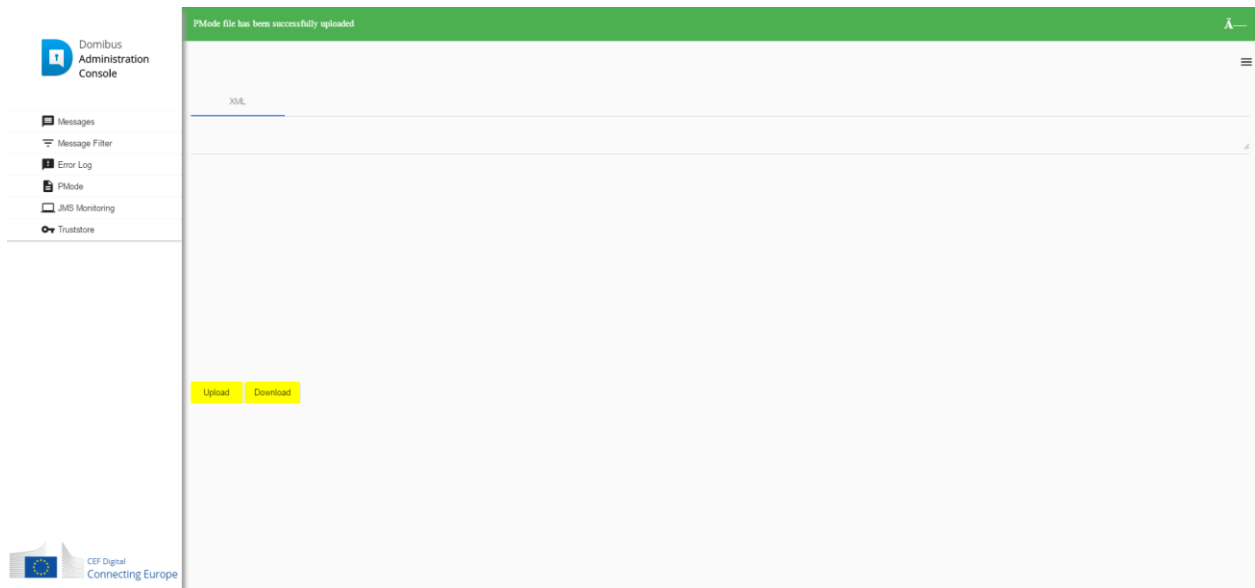 PMode file has been successfully uploaded Ă—
Domibus
Administration
Console
XML
Messages
Message Filter
Error Log
PMode
JMS Monitoring
Truststore
Upload Download
CEF Digital
Connecting Europe